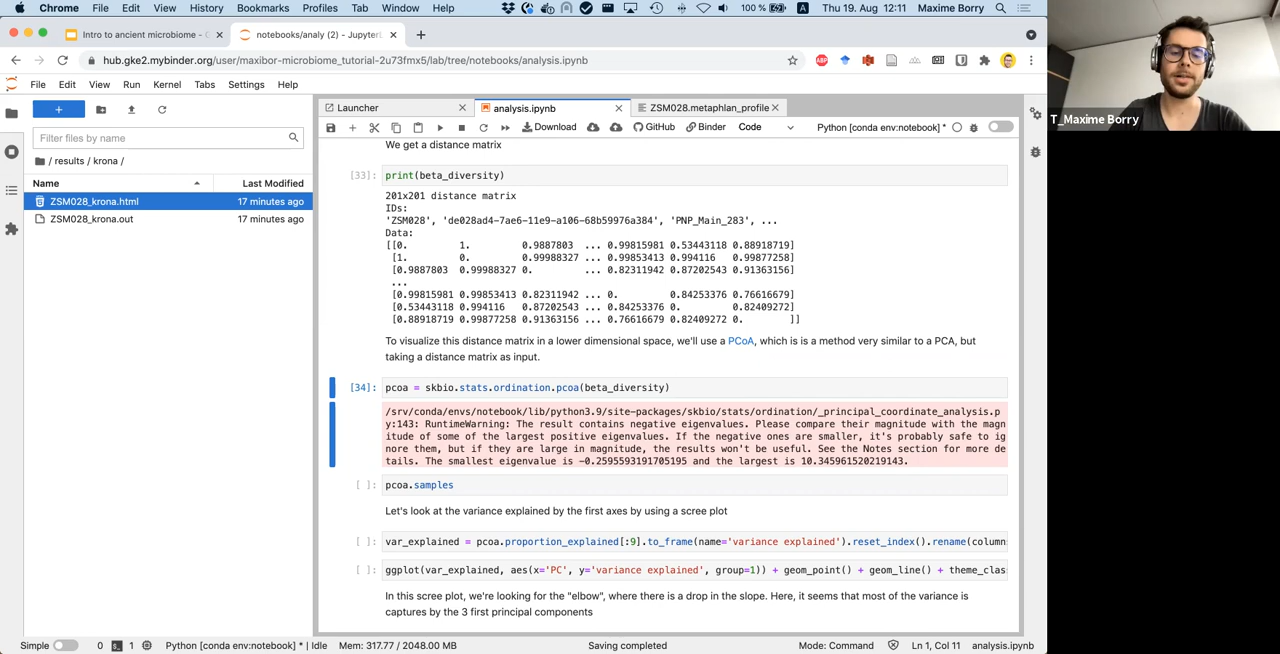 Chrome File Edit View History Bookmarks Profiles Tab Window Help 100 % A Thu 19. Aug 12:11 Maxime Borry
Intro to ancient microbiome - notebooks/analy (2) - Jupyter
hub.gke2.mybinder.org/user/maxibor-microbiome_tutorial-2u73fmx5/lab/tree/notebooks/analysis.ipynb
ABP
T_Maxime Borry
File Edit View Run Kernel Tabs Settings Help
+
Launcher analysis.ipynb ZSM028.metaphlan_profile
Download GitHub Binder Code Python [conda env:notebook] *
Filter files by name
/ results / krona /
Name Last Modified
ZSM028_krona.html 17 minutes ago
ZSM028_krona.out 17 minutes ago
We get a distance matrix
[33]: print(beta_diversity)
201x201 distance matrix
IDs:
'ZSM028', 'de028ad4-7ae6-11e9-a106-68b59976a384', 'PNP_Main_283', ...
Data:
[[0. 1. 0.9887803 ... 0.99815981 0.53443118 0.88918719]
[1. 0. 0.99988327 ... 0.99853413 0.994116 0.99877258]
[0.9887803 0.99988327 0. ... 0.82311942 0.87202543 0.91363156]
...
[0.99815981 0.99853413 0.82311942 ... 0. 0.84253376 0.76616679]
[0.53443118 0.994116 0.87202543 ... 0.84253376 0. 0.82409272]
[0.88918719 0.99877258 0.91363156 ... 0.76616679 0.82409272 0. ]]
To visualize this distance matrix in a lower dimensional space, we'll use a PCoA, which is is a method very similar to a PCA, but
taking a distance matrix as input.
[34]: pcoa = skbio.stats.ordination.pcoa(beta_diversity)
/srv/conda/envs/notebook/lib/python3.9/site-packages/skbio/stats/ordination/_principal_coordinate_analysis.p
y:143: RuntimeWarning: The result contains negative eigenvalues. Please compare their magnitude with the magn
itude of some of the largest positive eigenvalues. If the negative ones are smaller, it's probably safe to ig
nore them, but if they are large in magnitude, the results won't be useful. See the Notes section for more de
tails. The smallest eigenvalue is -0.2595593191705195 and the largest is 10.345961520219143.
[ ]: pcoa.samples
Let's look at the variance explained by the first axes by using a scree plot
[ ]: var_explained = pcoa.proportion_explained[:9].to_frame(name='variance explained').reset_index().rename(column
[ ]: ggplot(var_explained, aes(x='PC', y='variance explained', group=1)) + geom_point() + geom_line() + theme_clas
In this scree plot, we're looking for the "elbow", where there is a drop in the slope. Here, it seems that most of the variance is
captures by the 3 first principal components
Simple 0 1 Python [conda env:notebook] * | Idle Mem: 317.77 / 2048.00 MB Saving completed Mode: Command Ln 1, Col 11 analysis.ipynb